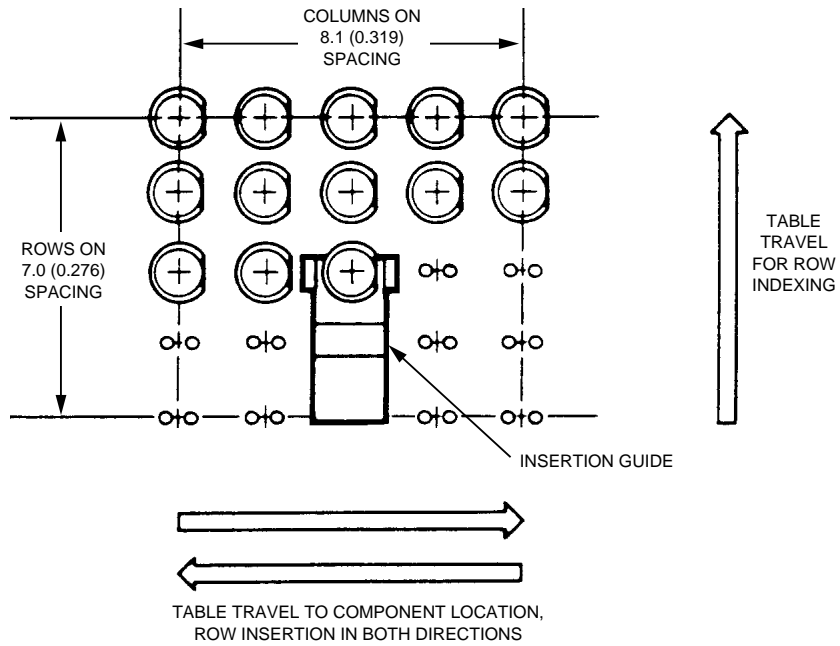 COLUMNS ON
8.1 (0.319)
SPACING
ROWS ON
7.0 (0.276)
SPACING
TABLE
TRAVEL
FOR ROW
INDEXING
INSERTION GUIDE
TABLE TRAVEL TO COMPONENT LOCATION,
ROW INSERTION IN BOTH DIRECTIONS